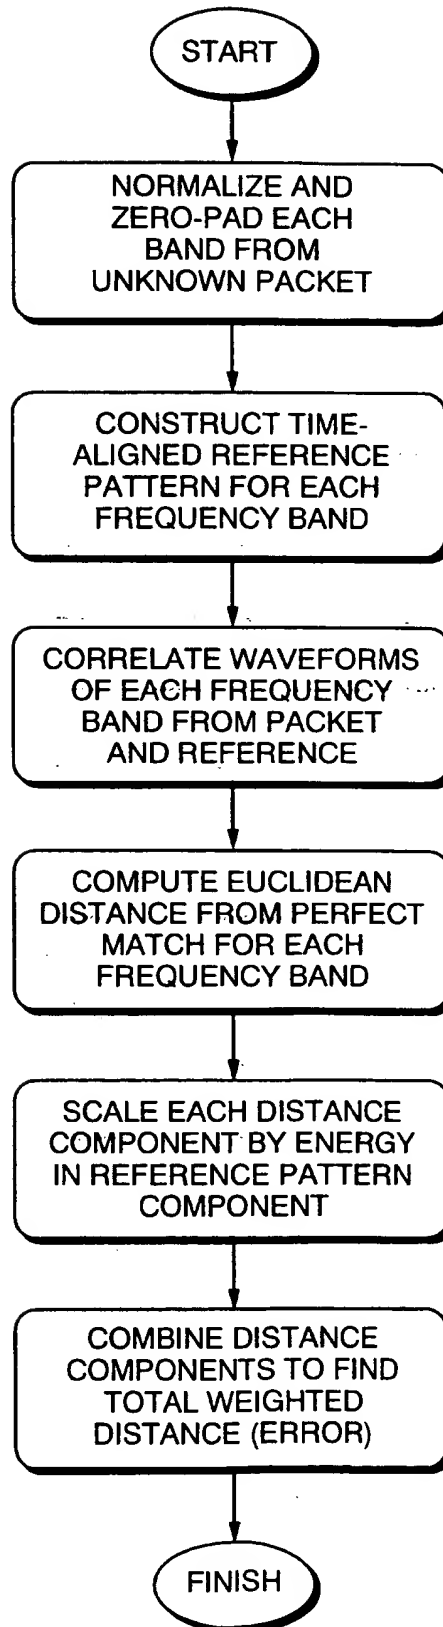 START
NORMALIZE AND
ZERO-PAD EACH
BAND FROM
UNKNOWN PACKET
CONSTRUCT TIME-
ALIGNED REFERENCE
PATTERN FOR EACH
FREQUENCY BAND
CORRELATE WAVEFORMS
OF EACH FREQUENCY
BAND FROM PACKET
AND REFERENCE
COMPUTE EUCLIDEAN
DISTANCE FROM PERFECT
MATCH FOR EACH
FREQUENCY BAND
SCALE EACH DISTANCE
COMPONENT BY ENERGY
IN REFERENCE PATTERN
COMPONENT
COMBINE DISTANCE
COMPONENTS TO FIND
TOTAL WEIGHTED
DISTANCE (ERROR)
FINISH